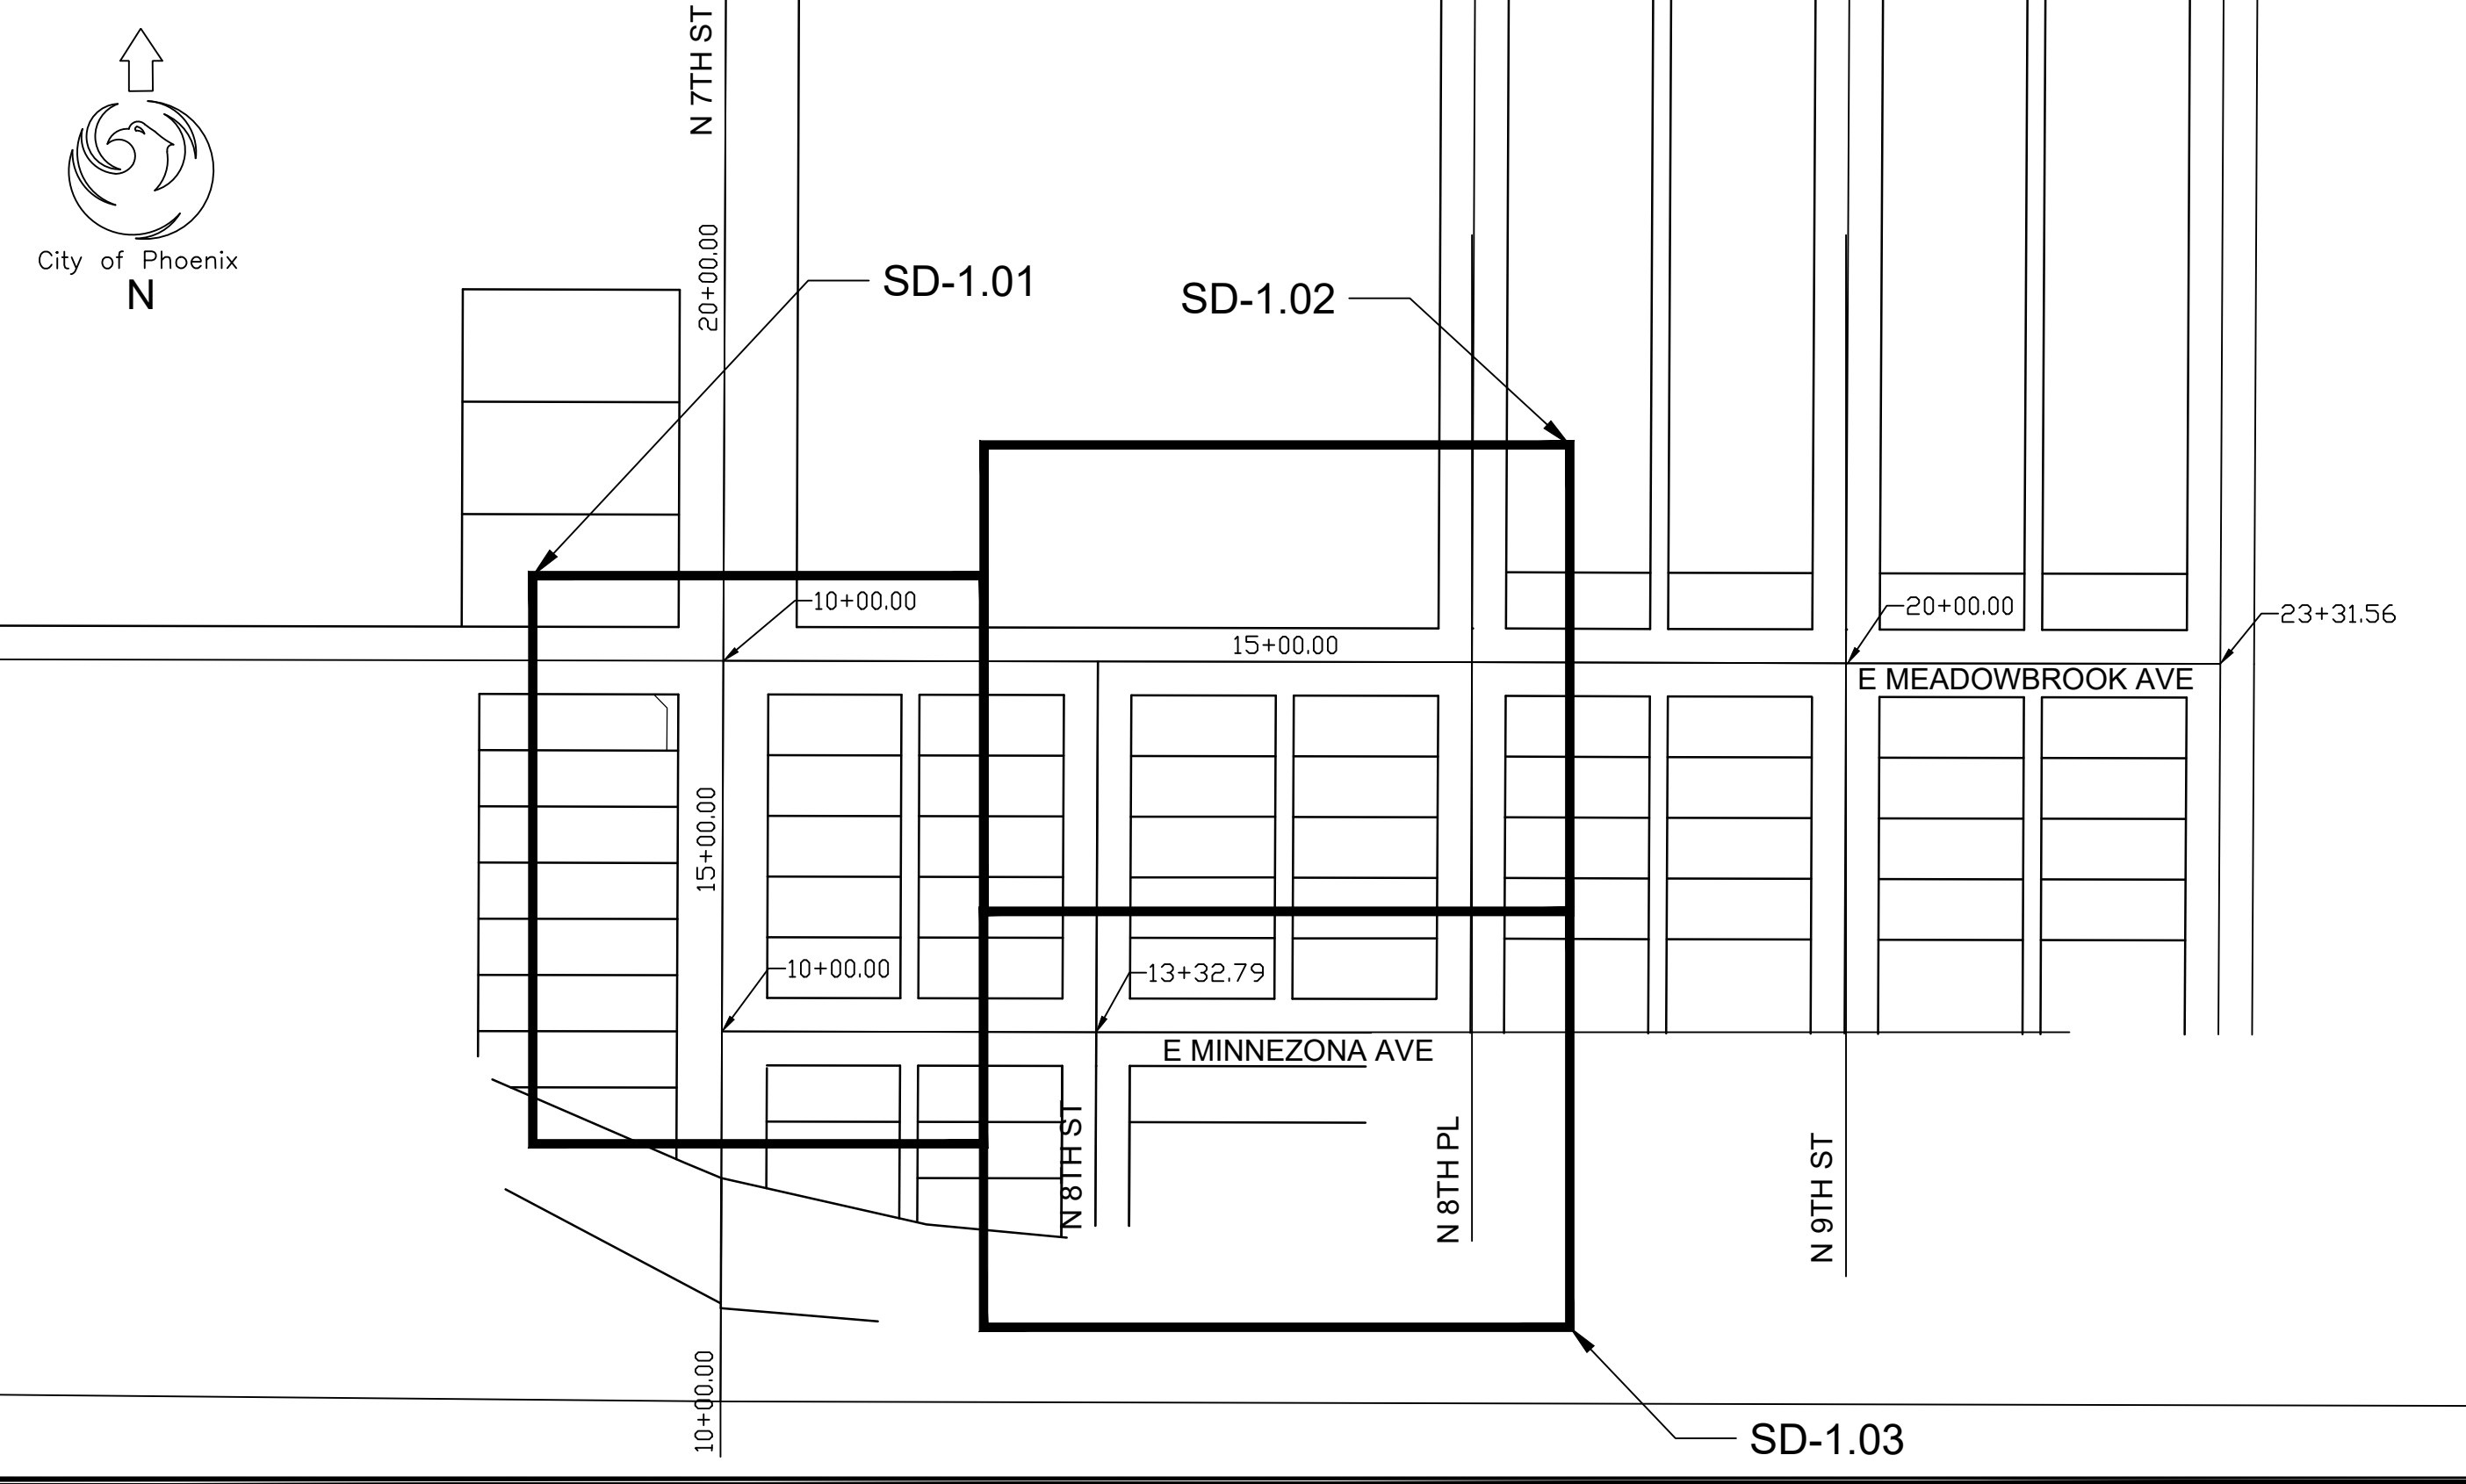 N 7TH ST
City of Phoenix
N
20+00.00
SD-1.01
SD-1.02
10+00.00
15+00.00
20+00.00
23+31.56
E MEADOWBROOK AVE
15+00.00
10+00.00
13+32.79
E MINNEZONA AVE
N 8TH ST
N 8TH PL
N 9TH ST
10+00.00
SD-1.03